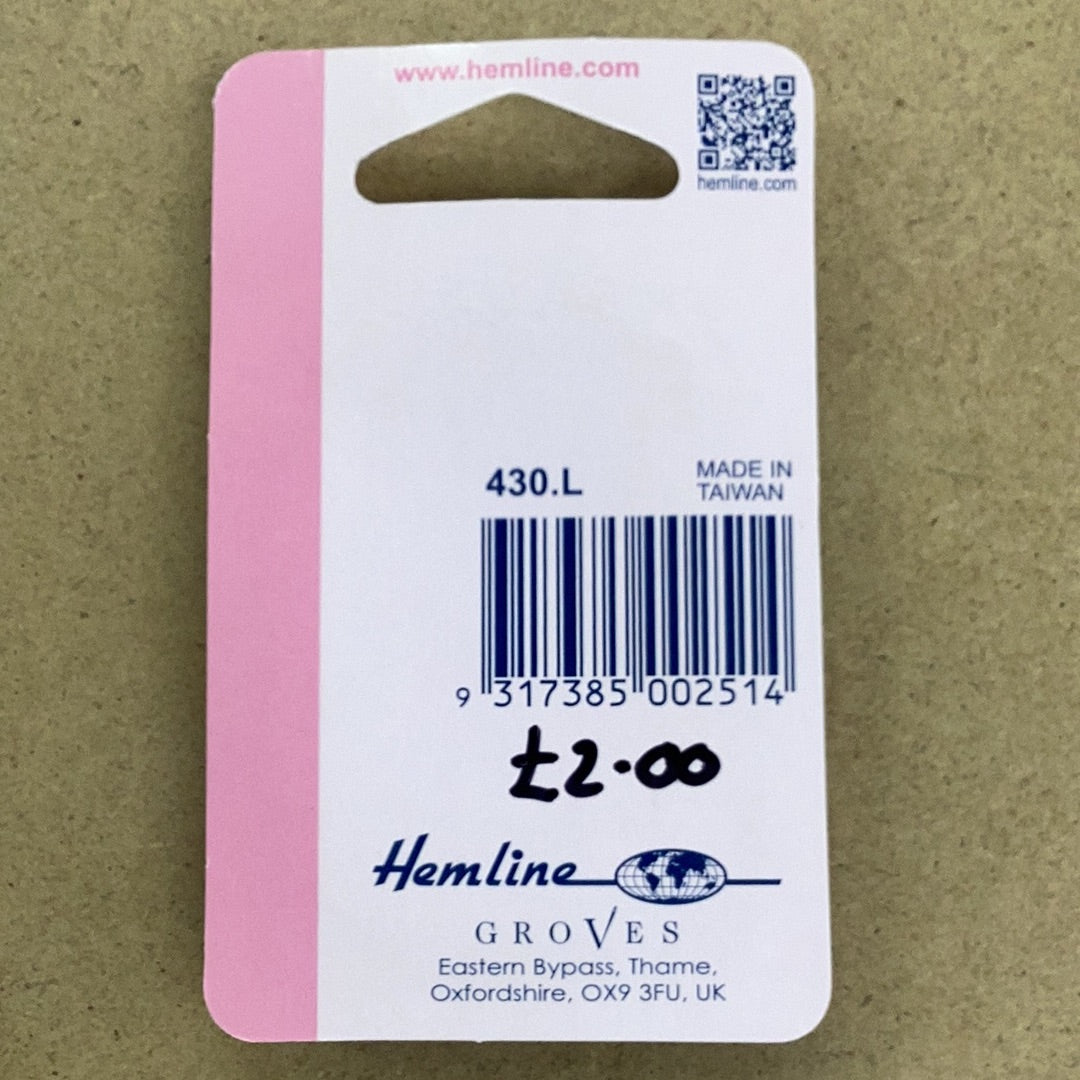 www.hemline.com
hemline.com
430.L
MADE IN
TAIWAN
9 317385 002514
£2.00
Hemline
GROVES
Eastern Bypass, Thame,
Oxfordshire, OX9 3FU, UK